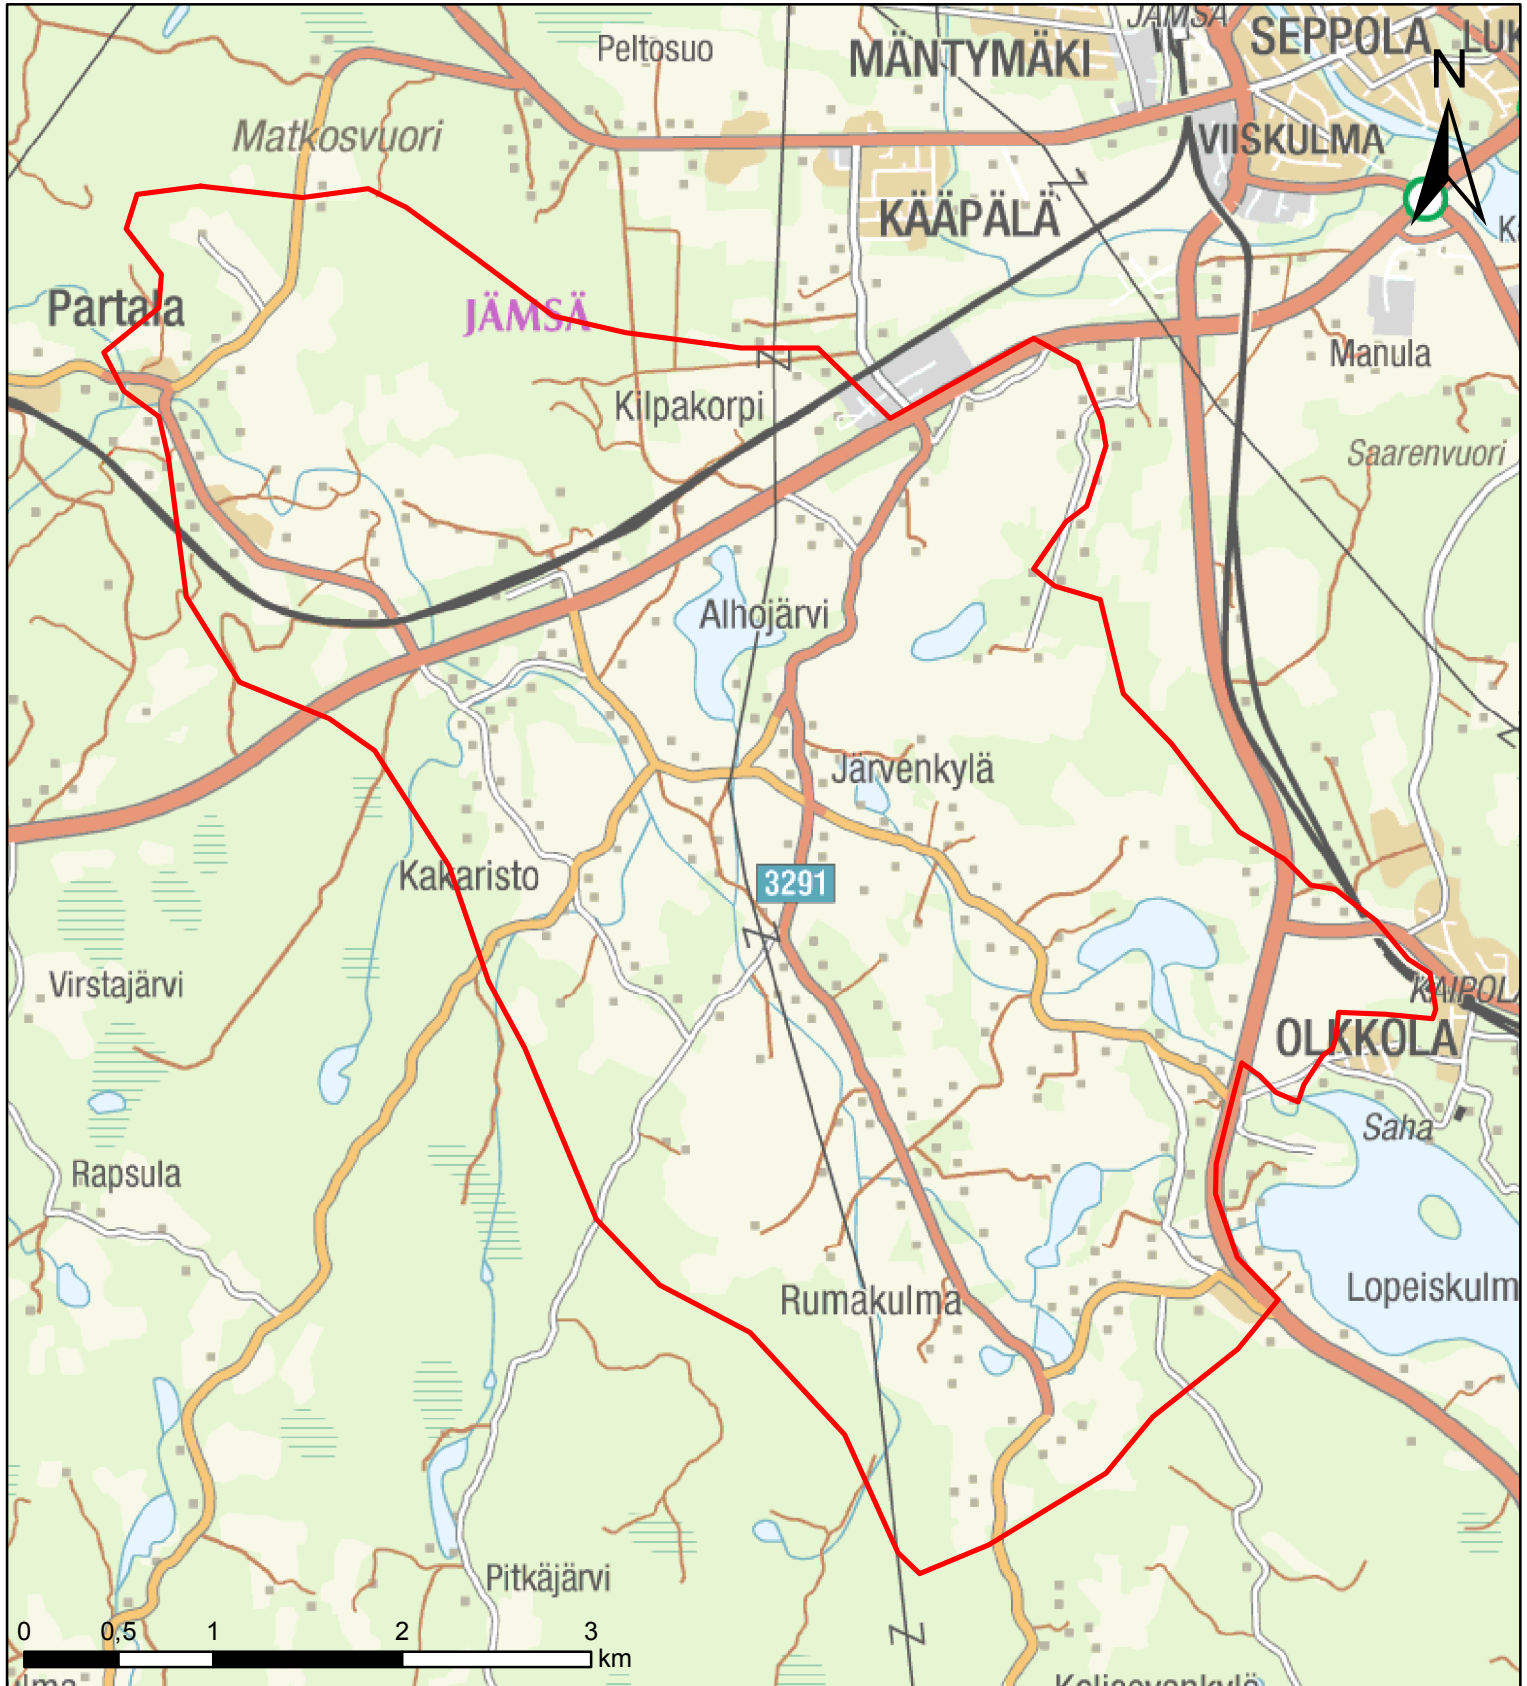 JÄMSÄ
Peltosuo
MÄNTYMÄKI
SEPPOLA
LUK
N
Matkosvuori
VIISKULMA
KÄÄPÄLÄ
Partala
JÄMSÄ
Manula
Kilpakorpi
Saarenvuori
Alhojärvi
Järvenkylä
Kakaristo
3291
Virstajärvi
KAIPOLA
OLKKOLA
Saha
Rapsula
Rumakulma
Lopeiskulm
Pitkäjärvi
0 0,5 1 2 3
km